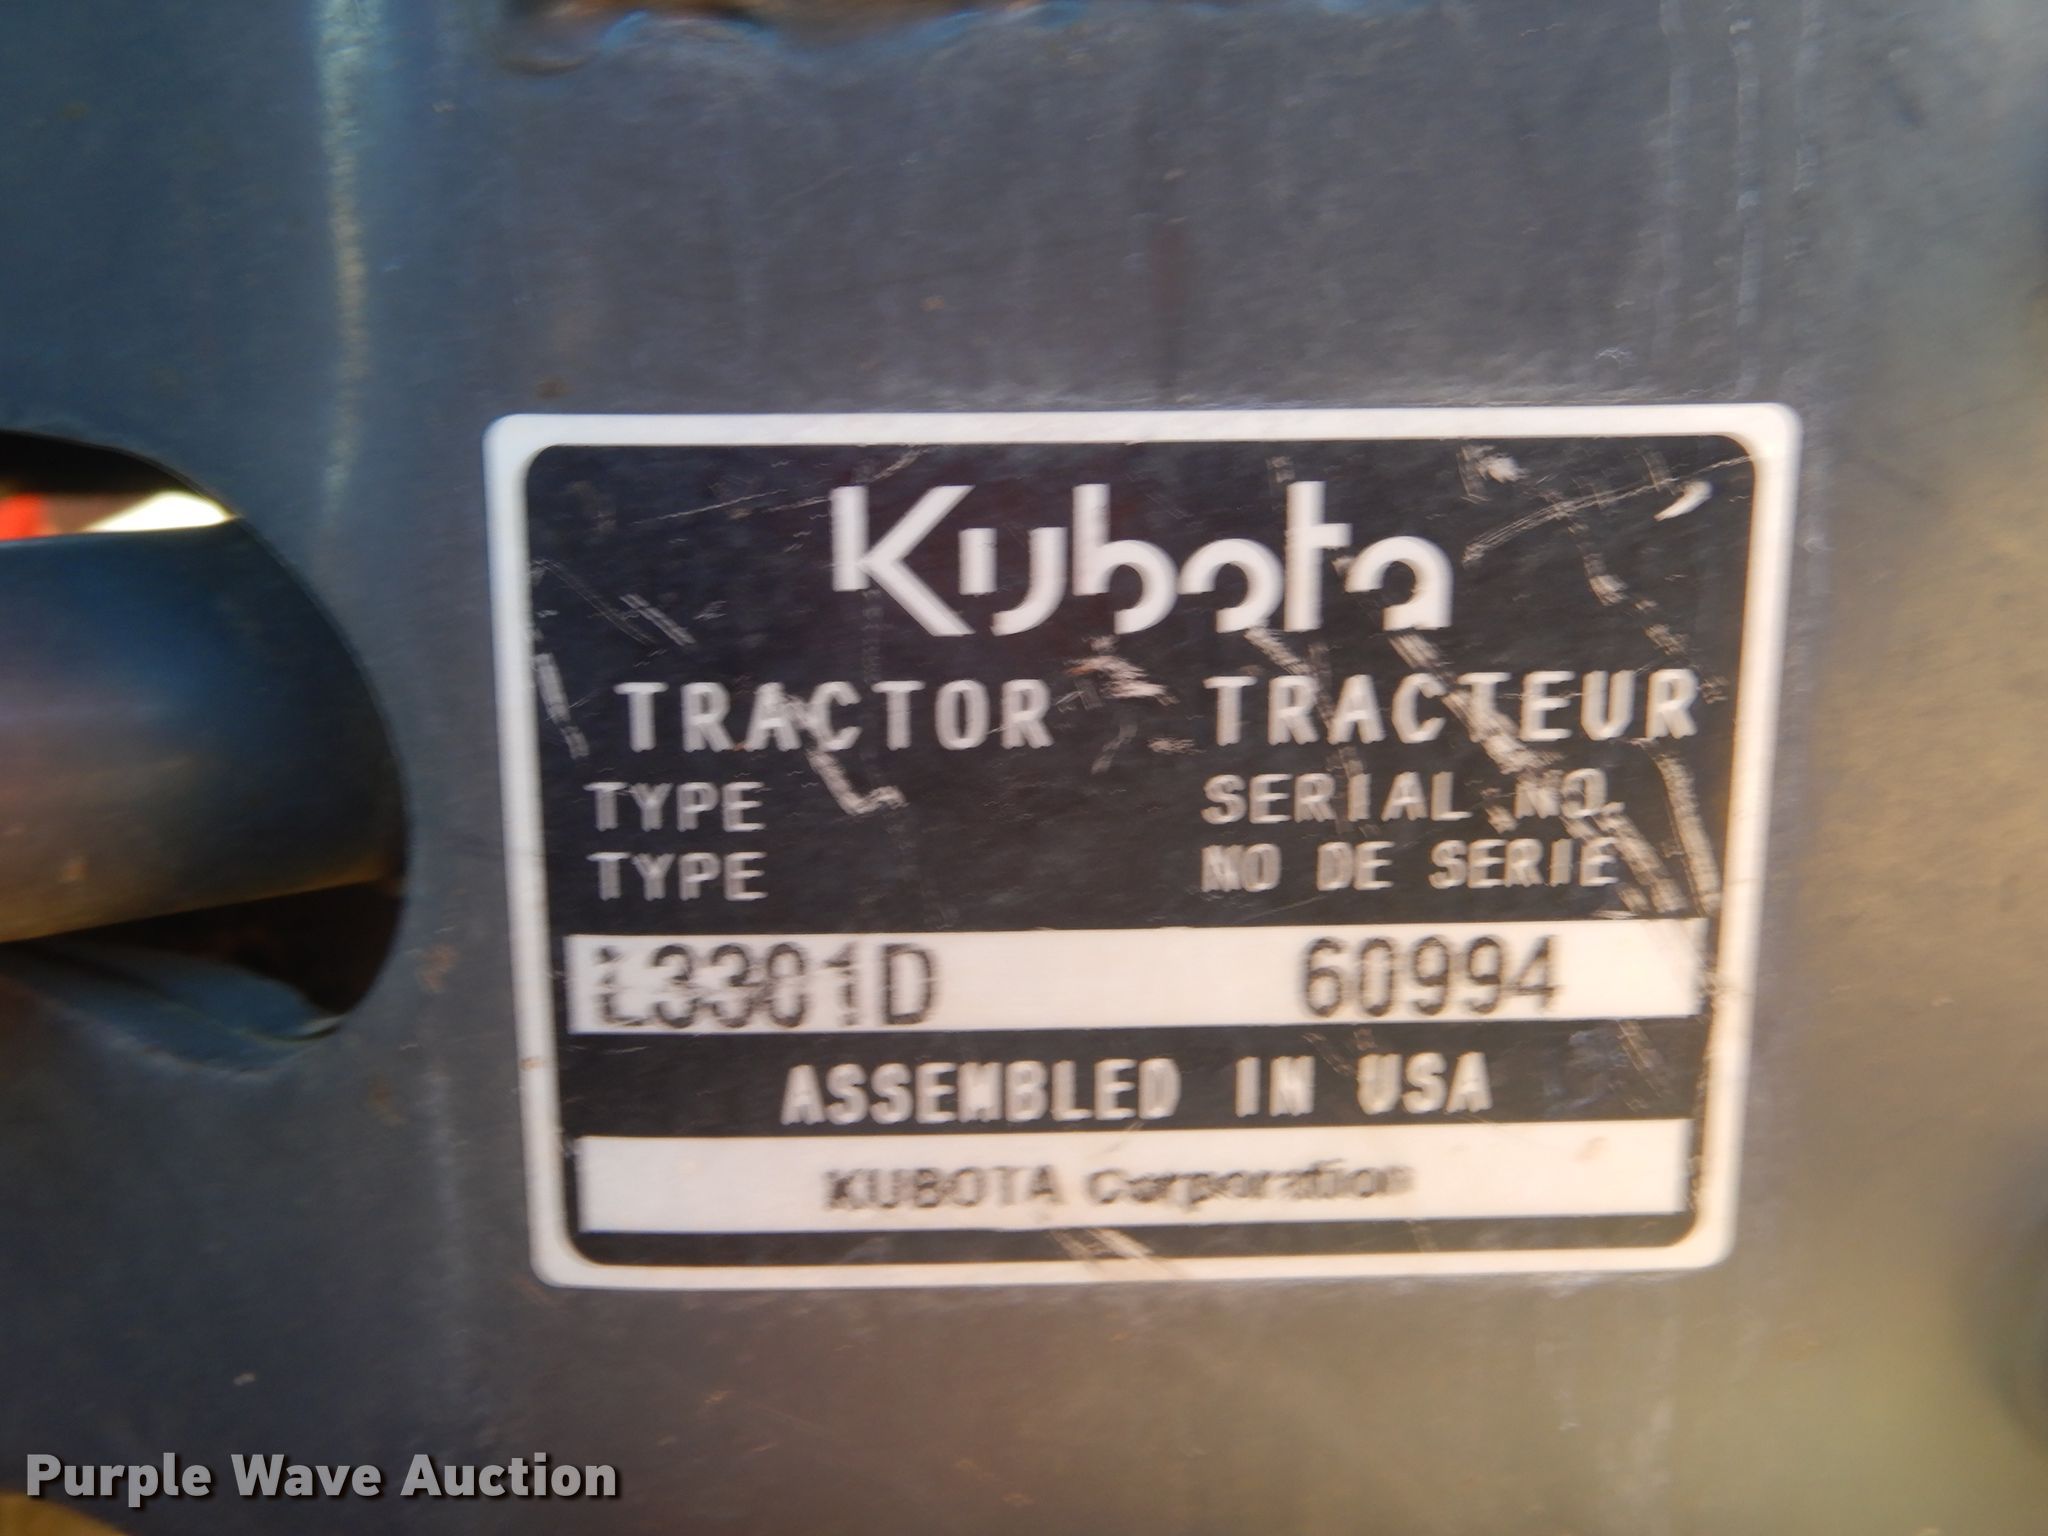 Kubota
TRACTOR TRACTEUR
TYPE SERIAL NO.
TYPE NO DE SERIE
L3301D 60994
ASSEMBLED IN USA
KUBOTA Corporation
Purple Wave Auction